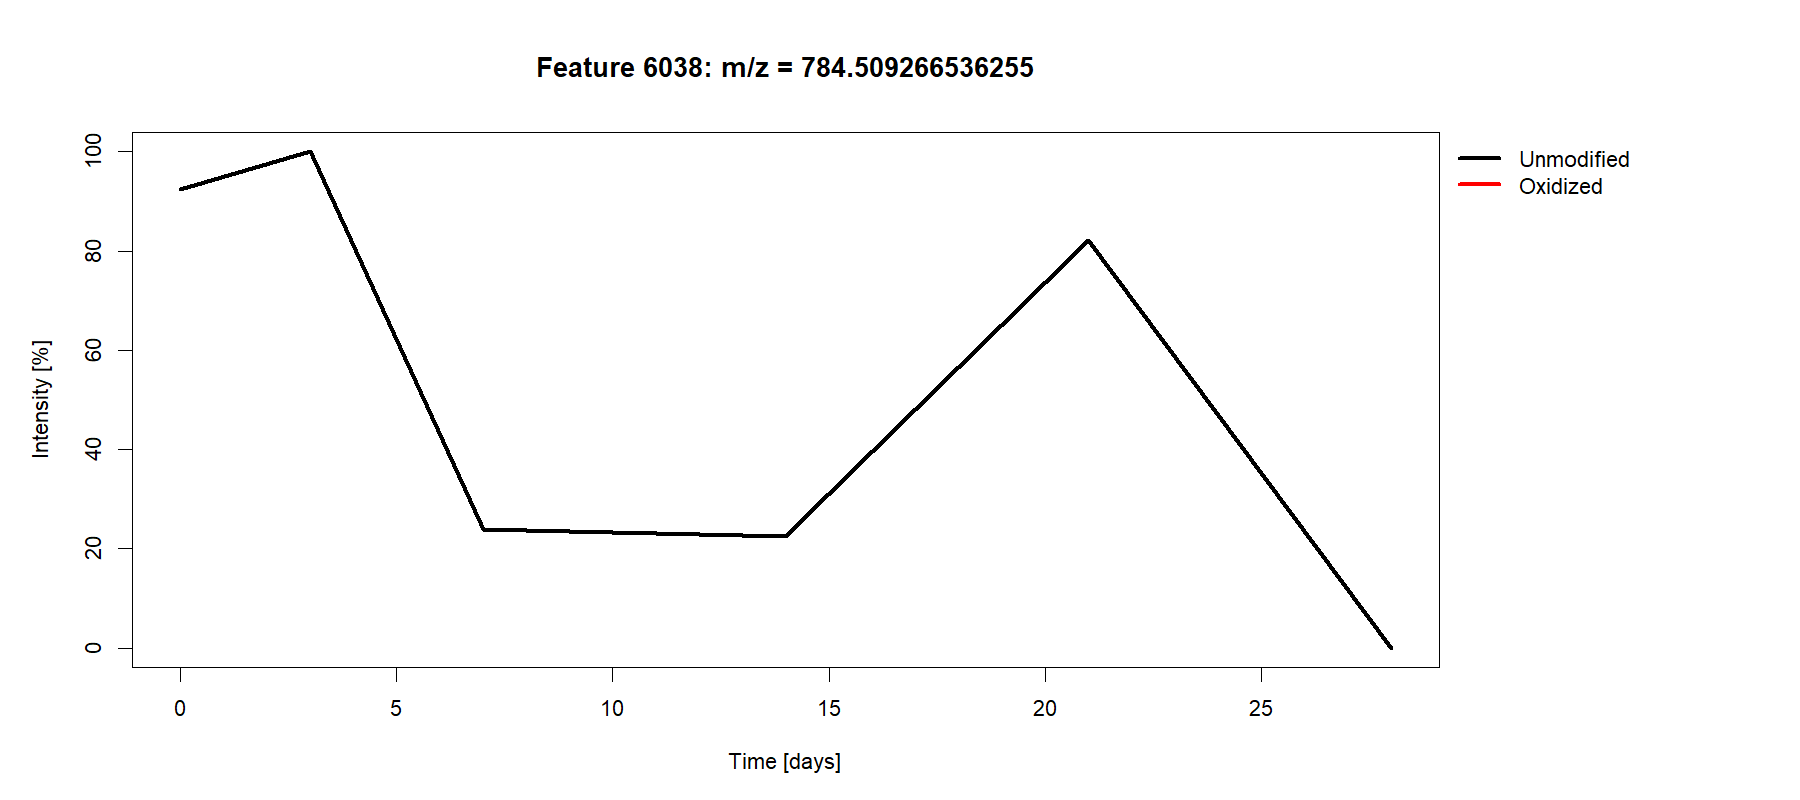 Feature 6038: m/z = 784.509266536255
100
80
60
40
20
0
Intensity [%]
0 5 10 15 20 25
Time [days]
Unmodified
Oxidized